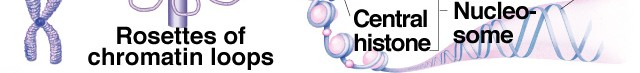 Rosettes of
chromatin loops
Central
histone
Nucleo-
some